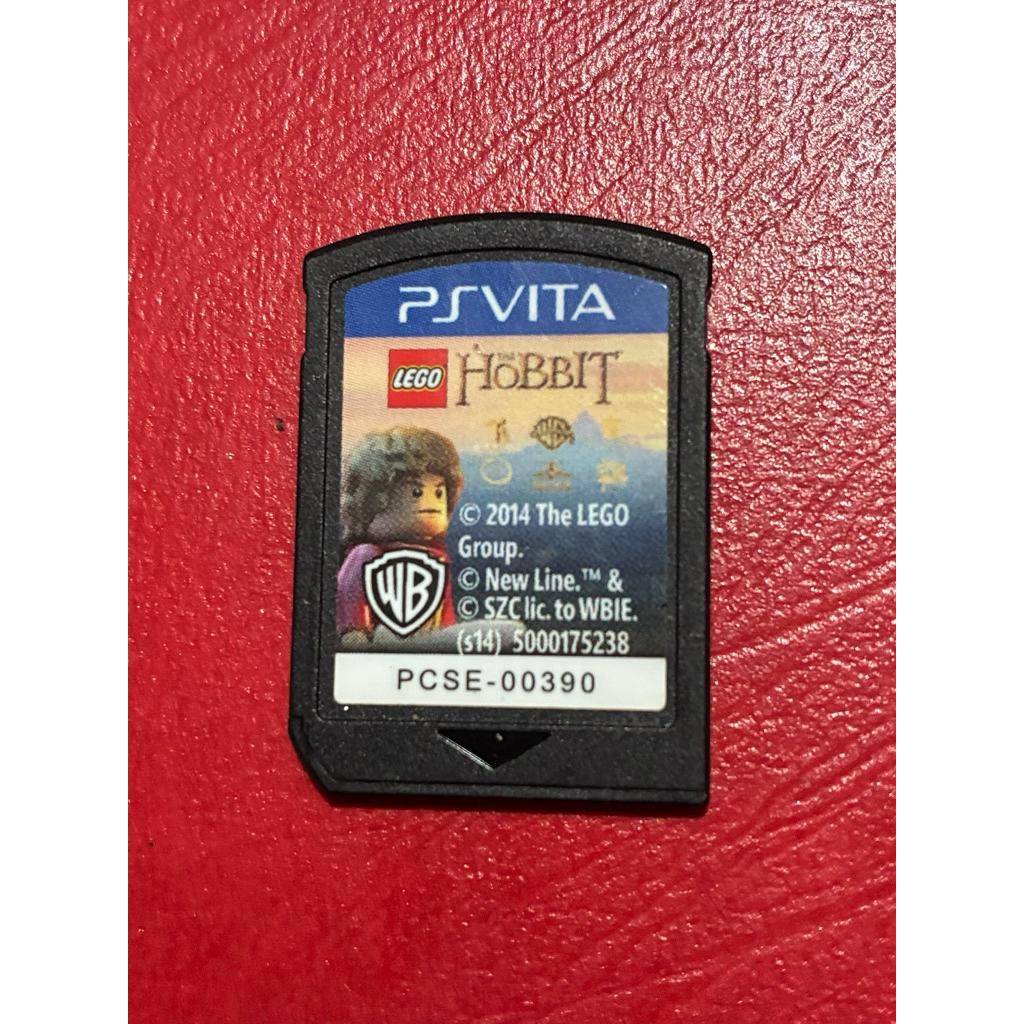 PSVITA
LEGO THE HOBBIT
© 2014 The LEGO
Group.
© New Line.™ &
© SZC lic. to WBIE.
WB
(s14) 5000175238
PCSE-00390